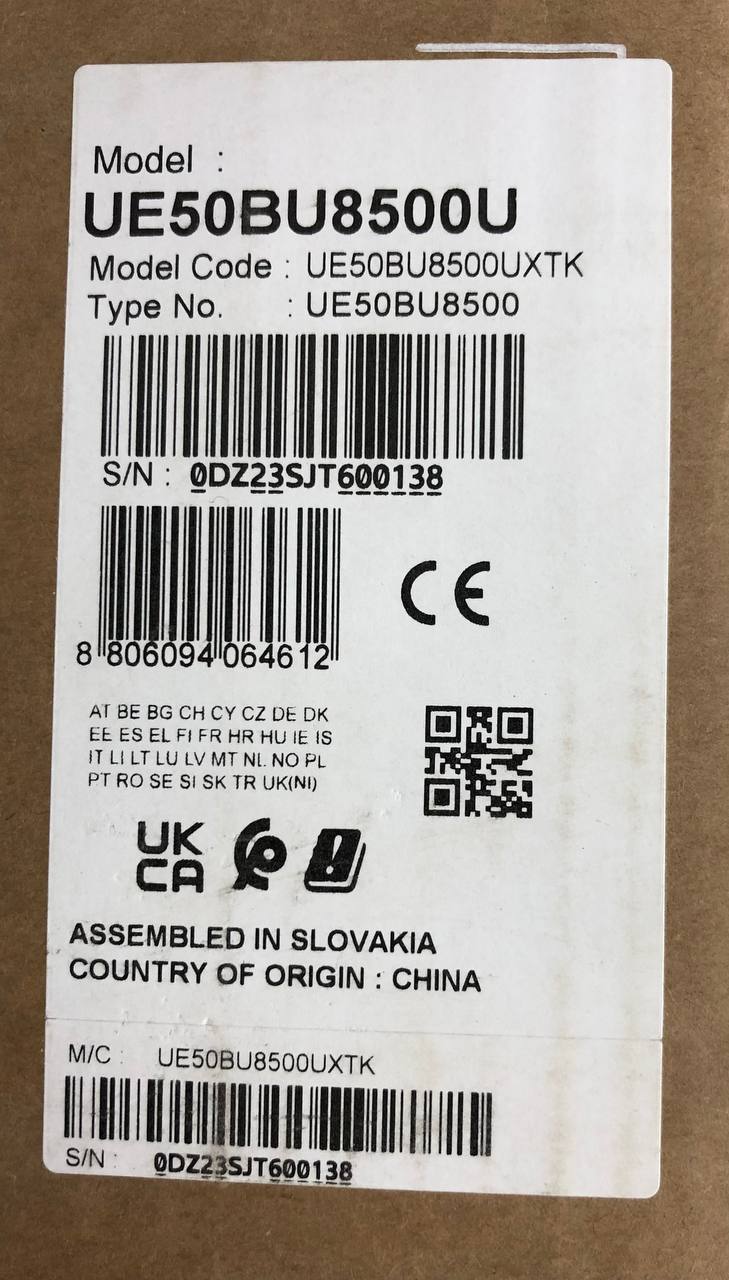 Model :
UE50BU8500U
Model Code : UE50BU8500UXTK
Type No. : UE50BU8500
S/N : 0DZ23SJT600138
8 806094 064612
CE
AT BE BG CH CY CZ DE DK
EE ES EL FI FR HR HU IE IS
IT LI LT LU LV MT NL NO PL
PT RO SE SI SK TR UK(NI)
UK
CA
ASSEMBLED IN SLOVAKIA
COUNTRY OF ORIGIN : CHINA
M/C : UE50BU8500UXTK
S/N : 0DZ23SJT600138